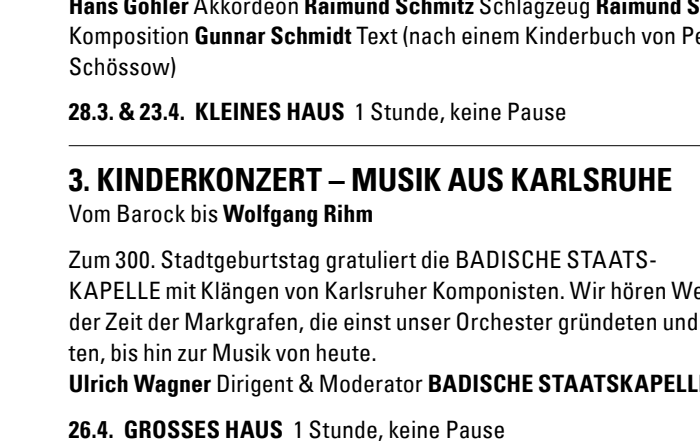 Hans Göhler Akkordeon Raimund Schmitz Schlagzeug Raimund
Komposition Gunnar Schmidt Text (nach einem Kinderbuch von
Schössow)
28.3. & 23.4. KLEINES HAUS 1 Stunde, keine Pause
3. KINDERKONZERT – MUSIK AUS KARLSRUHE
Vom Barock bis Wolfgang Rihm
Zum 300. Stadtgeburtstag gratuliert die BADISCHE STAATS-
KAPELLE mit Klängen von Karlsruher Komponisten. Wir hören
der Zeit der Markgrafen, die einst unser Orchester gründeten und
ten, bis hin zur Musik von heute.
Ulrich Wagner Dirigent & Moderator BADISCHE STAATSKAPELLE
26.4. GROSSES HAUS 1 Stunde, keine Pause